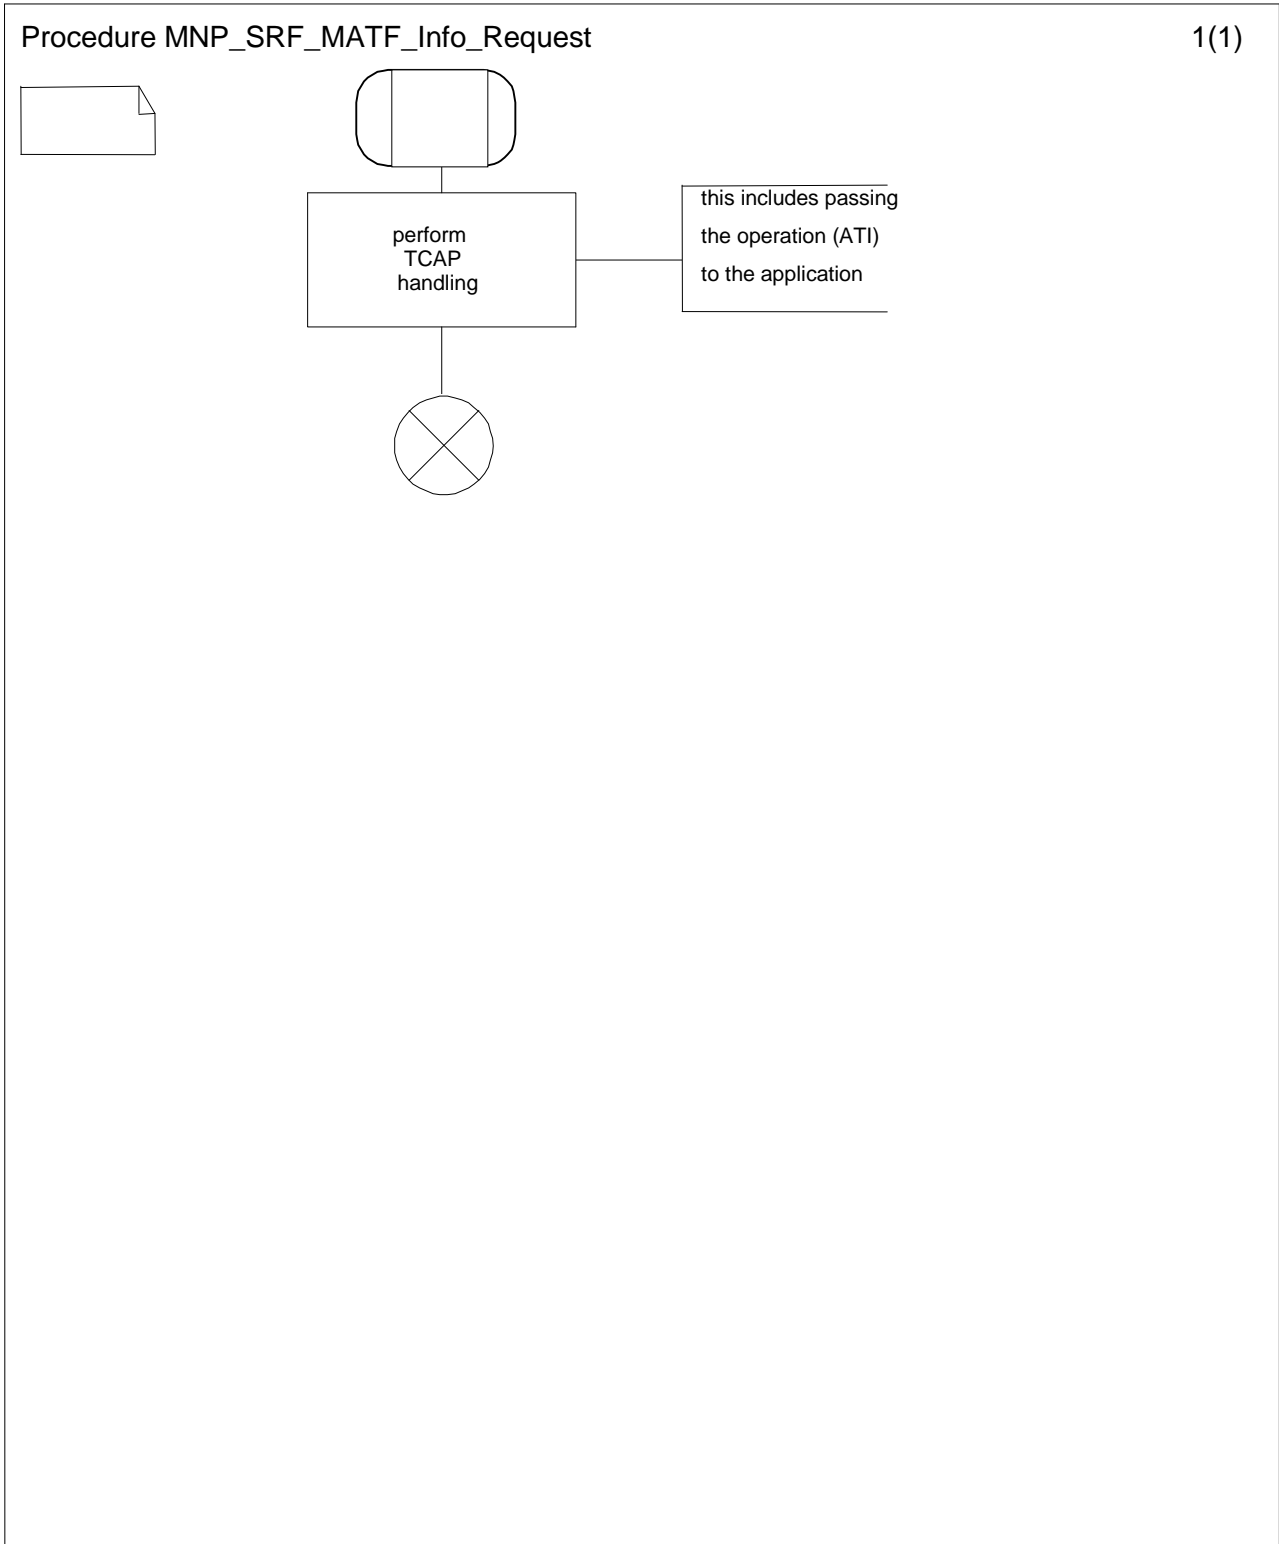 Procedure MNP_SRF_MATF_Info_Request
1(1)
perform
TCAP
handling
this includes passing
the operation (ATI)
to the application